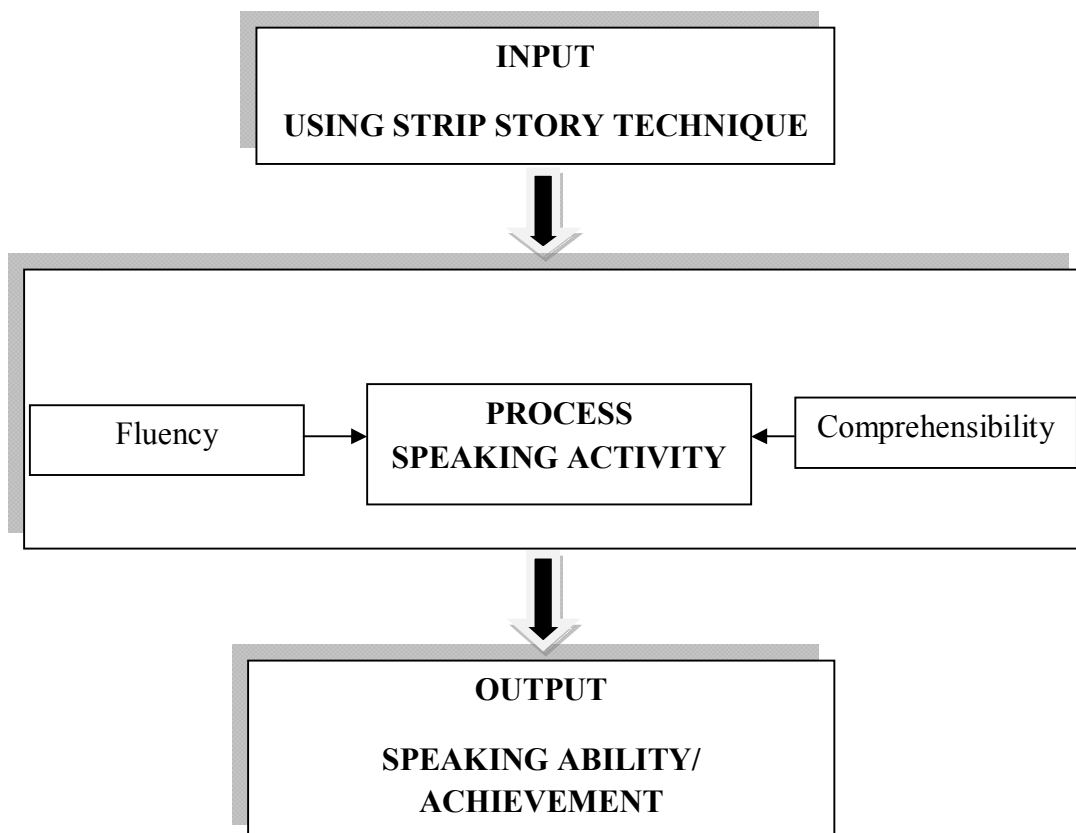 INPUT
USING STRIP STORY TECHNIQUE
Fluency
PROCESS
SPEAKING ACTIVITY
Comprehensibility
OUTPUT
SPEAKING ABILITY/
ACHIEVEMENT